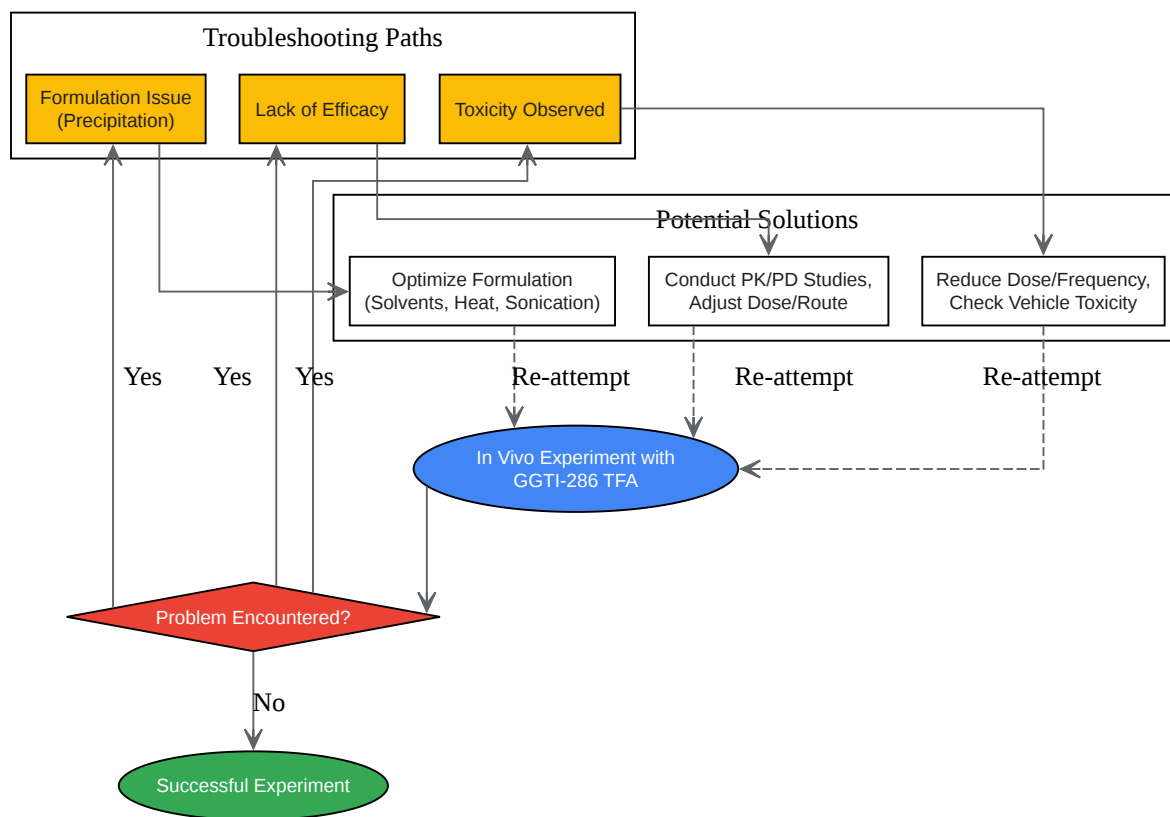 Troubleshooting Paths
Formulation Issue
(Precipitation)
Lack of Efficacy
Toxicity Observed
Potential Solutions
Optimize Formulation
(Solvents, Heat, Sonication)
Conduct PK/PD Studies,
Adjust Dose/Route
Reduce Dose/Frequency,
Check Vehicle Toxicity
Yes
Yes
Yes
Re-attempt
Re-attempt
Re-attempt
In Vivo Experiment with
GGTI-286 TFA
Problem Encountered?
No
Successful Experiment